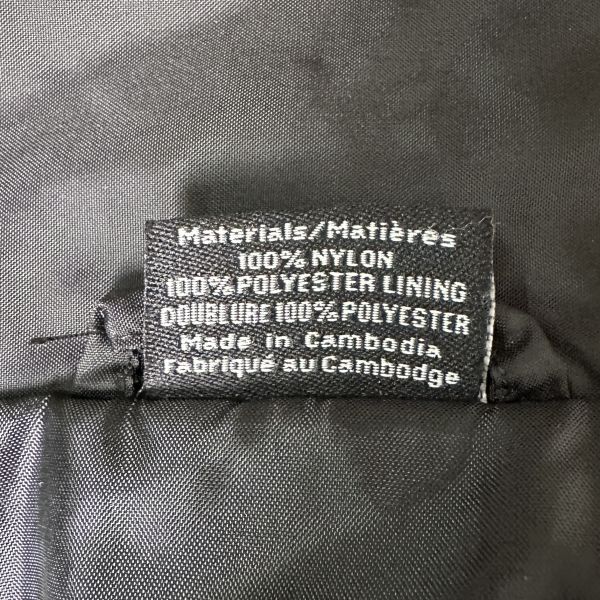 Materials/Matières
100% NYLON
100% POLYESTER LINING
DOUBLURE 100% POLYESTER
Made in Cambodia
Fabriqué au Cambodge